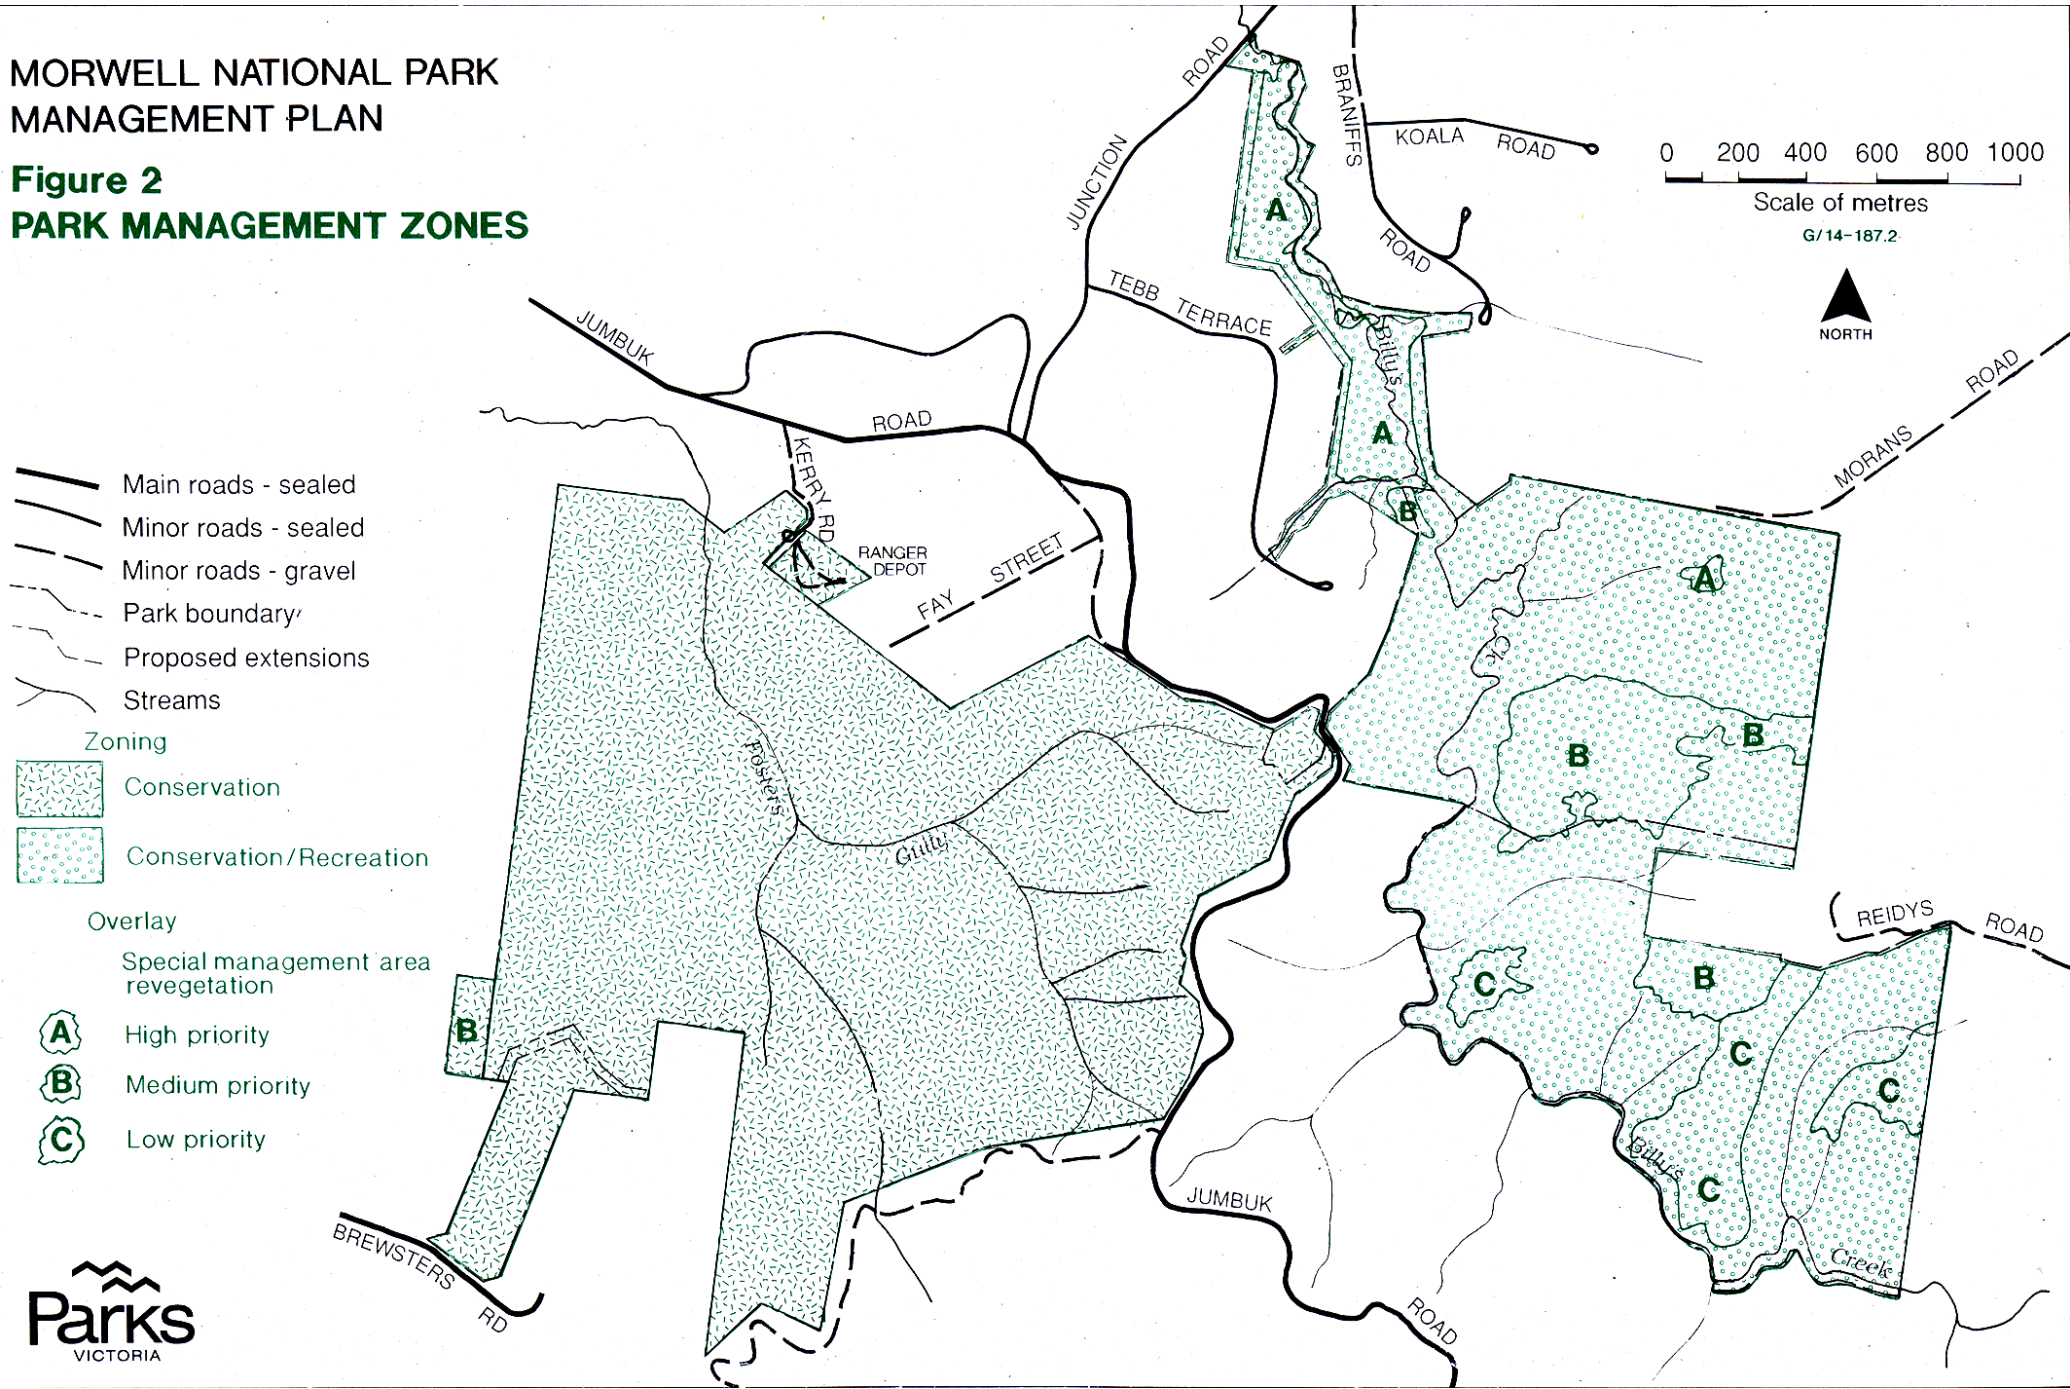 MORWELL NATIONAL PARK
MANAGEMENT PLAN
Figure 2
PARK MANAGEMENT ZONES
JUNCTION
ROAD
BRANIFFS
ROAD
KOALA ROAD
0 200 400 600 800 1000
Scale of metres
G/14-187.2
NORTH
A
TEBB TERRACE
JUMBUK
ROAD
KERRY RD
RANGER
DEPOT
FAY STREET
Billy's
A
B
Ck
MORANS ROAD
A
B
B
Main roads - sealed
Minor roads - sealed
Minor roads - gravel
Park boundary
Proposed extensions
Streams
Zoning
Conservation
Conservation/Recreation
Overlay
Special management area
revegetation
A High priority
B Medium priority
C Low priority
Fosters
Gully
B
REIDYS ROAD
C
B
C
C
C
Billy's
Creek
JUMBUK
ROAD
BREWSTERS
RD
Parks
VICTORIA